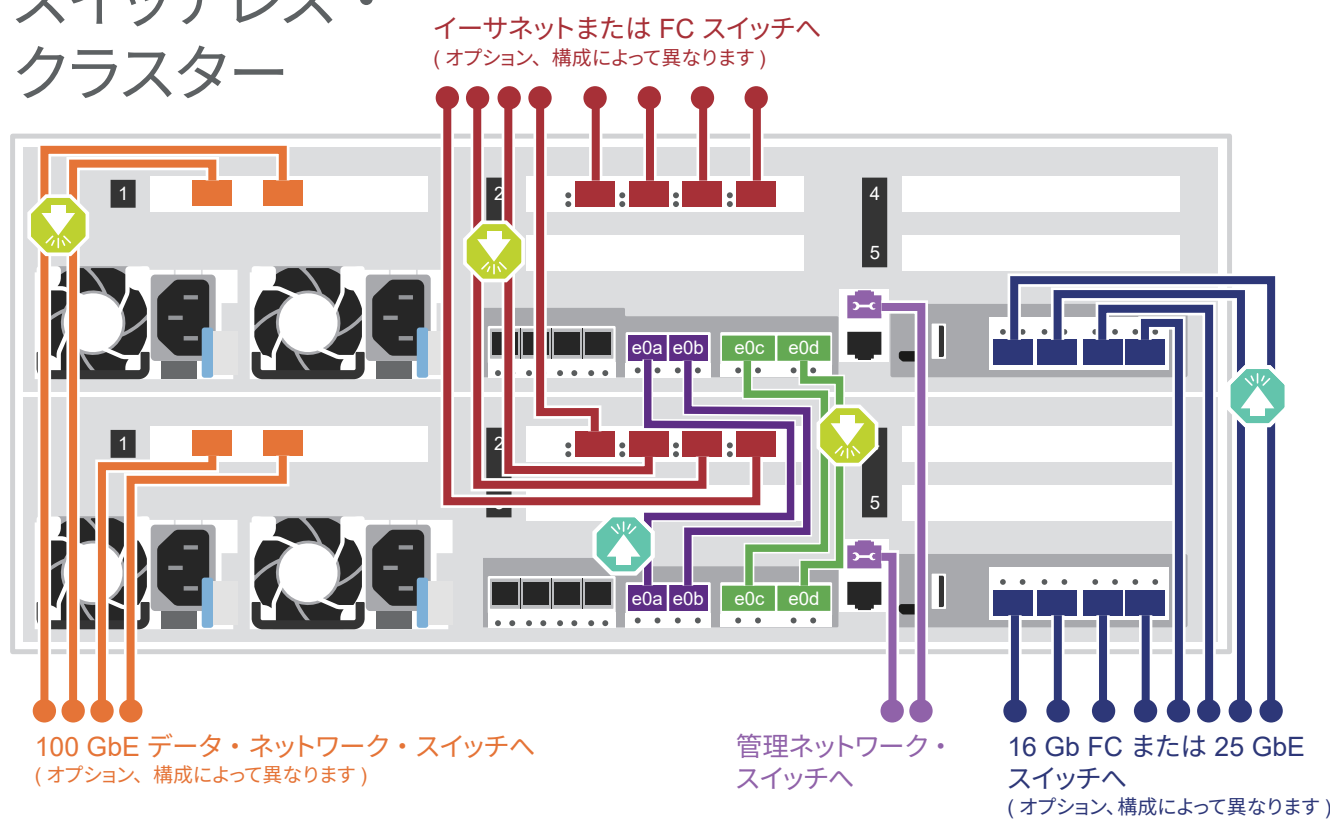 スイッチレス・
クラスター
イーサネットまたは FC スイッチへ
( オプション、構成によって異なります )
1
2
4
5
e0a e0b e0c e0d
1
2
5
e0a e0b e0c e0d
100 GbE データ・ネットワーク・スイッチへ
( オプション、構成によって異なります )
管理ネットワーク・
スイッチへ
16 Gb FC または 25 GbE
スイッチへ
( オプション、構成によって異なります )